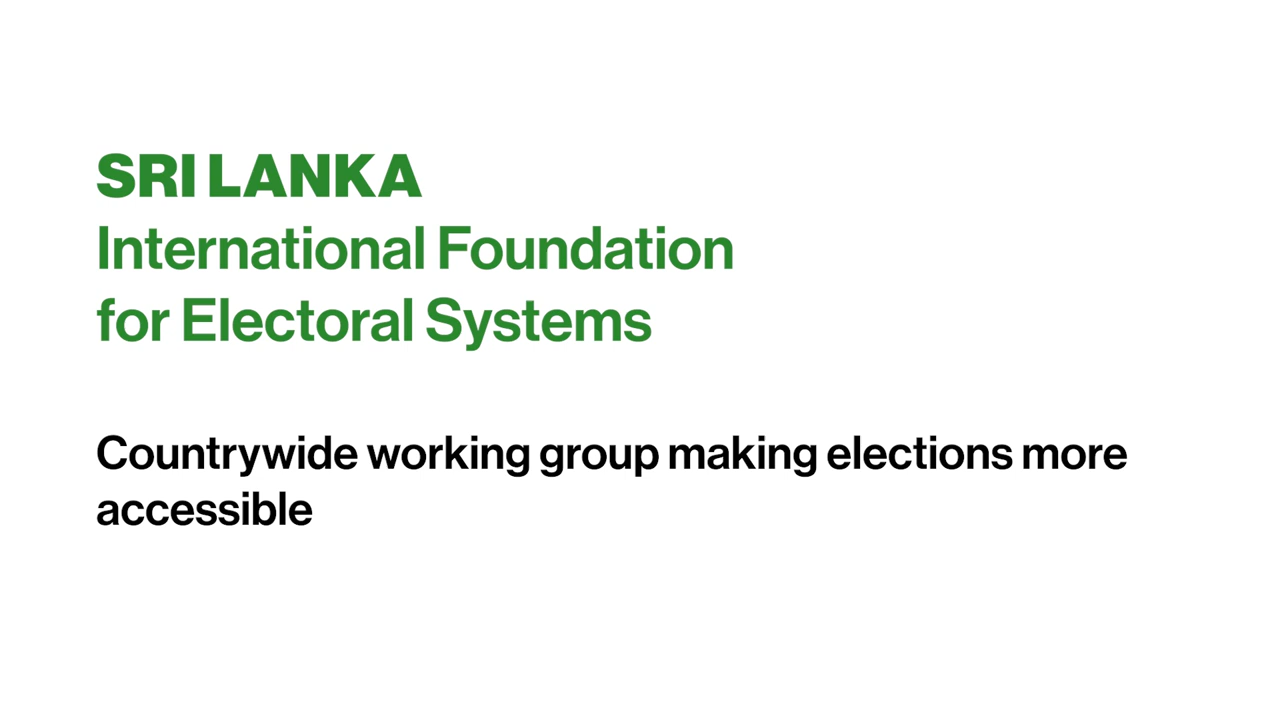 SRI LANKA
International Foundation
for Electoral Systems
Countrywide working group making elections more
accessible